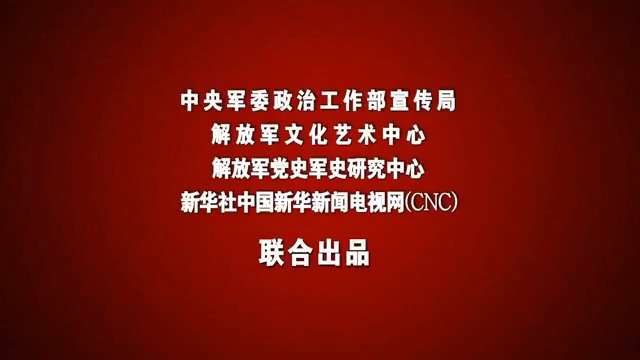 中央军委政治工作部宣传局
解放军文化艺术中心
解放军党史军史研究中心
新华社中国新华新闻电视网(CNC)
联合出品